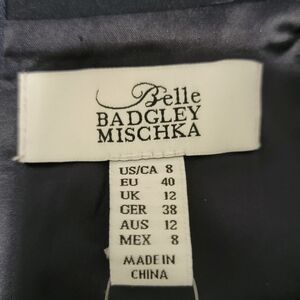 Belle
BADGLEY
MISCHKA
US/CA 8
EU 40
UK 12
GER 38
AUS 12
MEX 8
MADE IN
CHINA